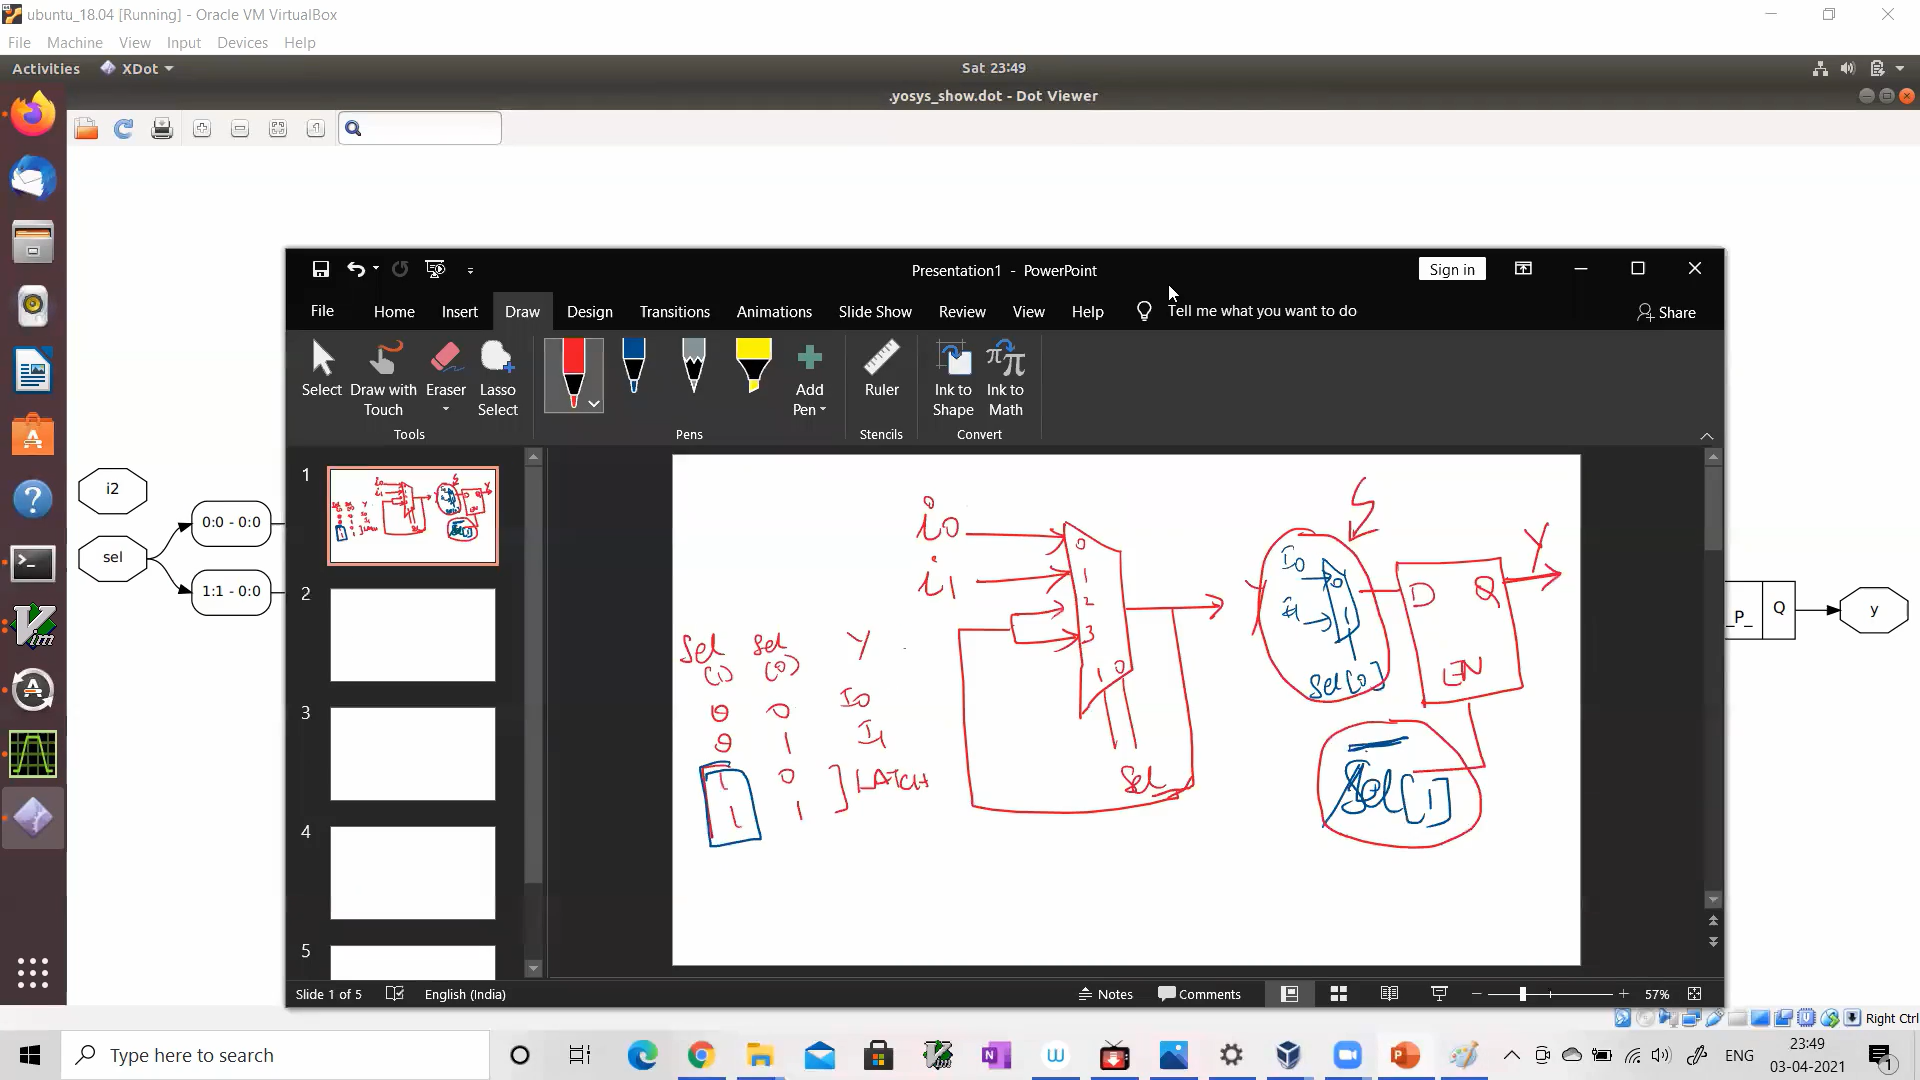 ubuntu_18.04 [Running] - Oracle VM VirtualBox
File Machine View Input Devices Help
Activities XDot Sat 23:49
.yosys_show.dot - Dot Viewer
i2
sel
0:0 - 0:0
1:1 - 0:0
Presentation1 - PowerPoint
Sign in
File Home Insert Draw Design Transitions Animations Slide Show Review View Help Tell me what you want to do Share
Select
Draw with Touch
Eraser
Lasso Select
Add Pen
Ruler
Ink to Shape
Ink to Math
Tools Pens Stencils Convert
1
2
3
4
5
i0
i1
0
1
2
3
1 0
Sel
Sel (1) Sel (0) Y
0 0 I0
0 1 I1
1 0
1 1
] LATCH
I0
0
1
Sel[0]
D Q
EN
Y
Sel[1]
_P_ Q
y
Slide 1 of 5 English (India) Notes Comments 57%
Right Ctrl
Type here to search
ENG
23:49
03-04-2021
1